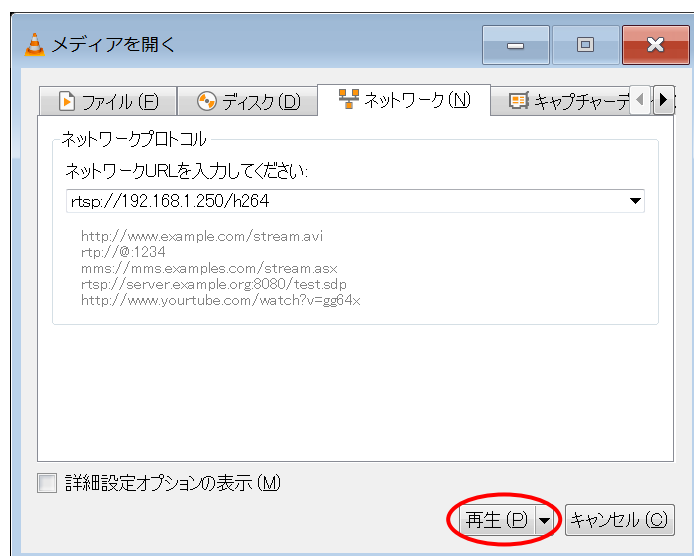 メディアを開く
ファイル(F) ディスク(D) ネットワーク(N) キャプチャーデ
ネットワークプロトコル
ネットワークURLを入力してください:
rtsp://192.168.1.250/h264
http://www.example.com/stream.avi
rtp://@:1234
mms://mms.examples.com/stream.asx
rtsp://server.example.org:8080/test.sdp
http://www.yourtube.com/watch?v=gg64x
詳細設定オプションの表示(M)
再生(P) キャンセル(C)